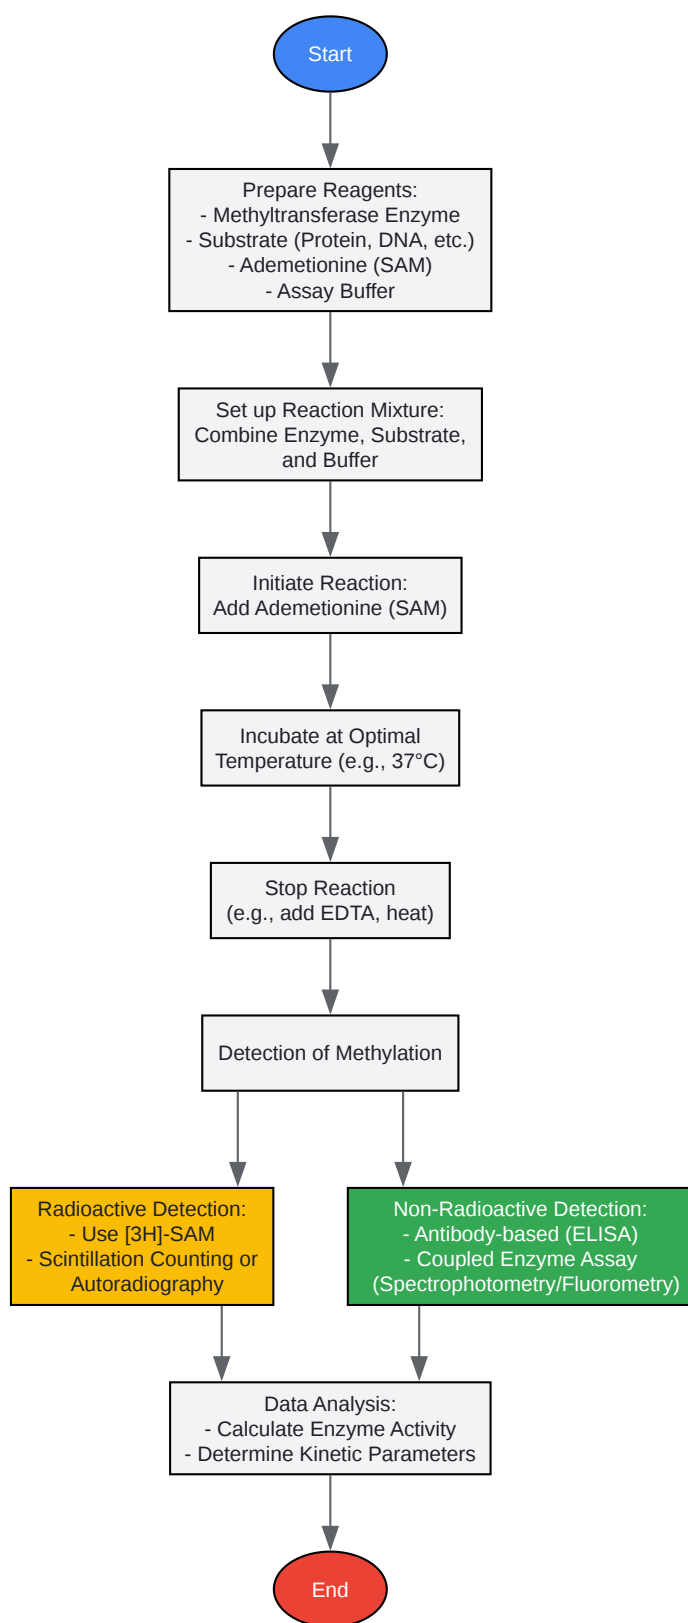 Start
Prepare Reagents:
- Methyltransferase Enzyme
- Substrate (Protein, DNA, etc.)
- Ademetionine (SAM)
- Assay Buffer
Set up Reaction Mixture:
Combine Enzyme, Substrate,
and Buffer
Initiate Reaction:
Add Ademetionine (SAM)
Incubate at Optimal
Temperature (e.g., 37°C)
Stop Reaction
(e.g., add EDTA, heat)
Detection of Methylation
Radioactive Detection:
- Use [3H]-SAM
- Scintillation Counting or
Autoradiography
Non-Radioactive Detection:
- Antibody-based (ELISA)
- Coupled Enzyme Assay
(Spectrophotometry/Fluorometry)
Data Analysis:
- Calculate Enzyme Activity
- Determine Kinetic Parameters
End